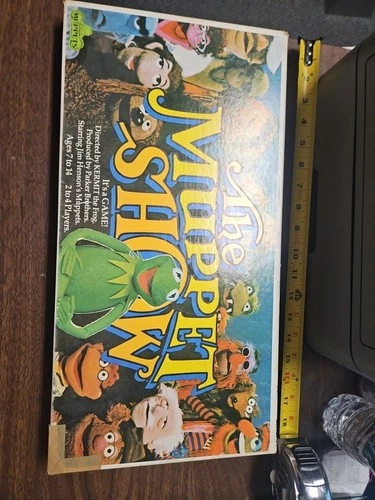 The
MUPPET
SHOW
It's a GAME!
Directed by KERMIT the Frog.
Produced by Parker Brothers.
Starring Jim Henson's Muppets.
Ages 7 to 14 2 to 4 Players.
MUPPETS